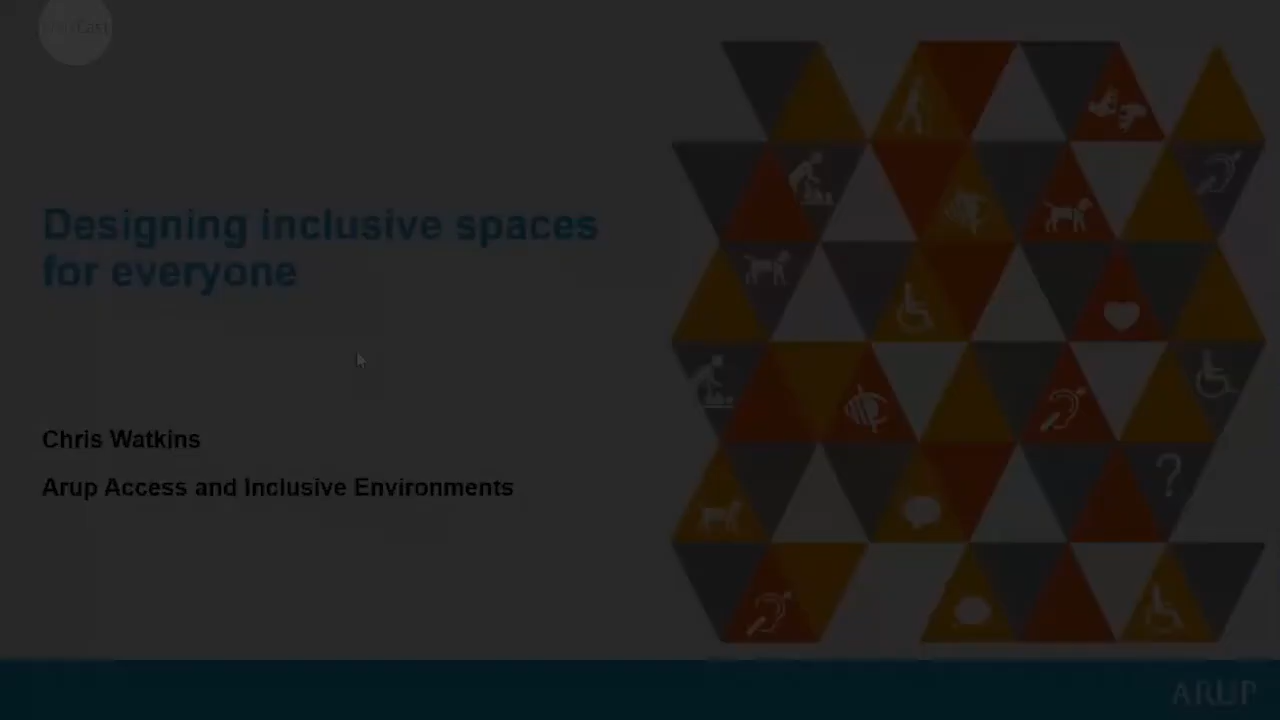 Designing inclusive spaces
for everyone
Chris Watkins
Arup Access and Inclusive Environments
ARUP